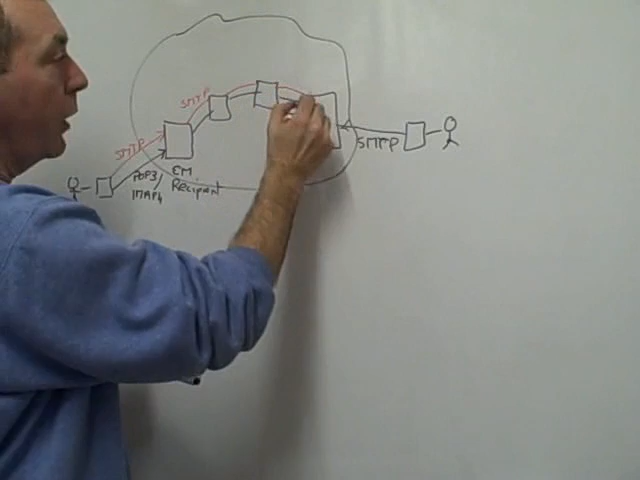 SMTP
SMTP
SMTP
POP3/
IMAP4
EM.
Recipient